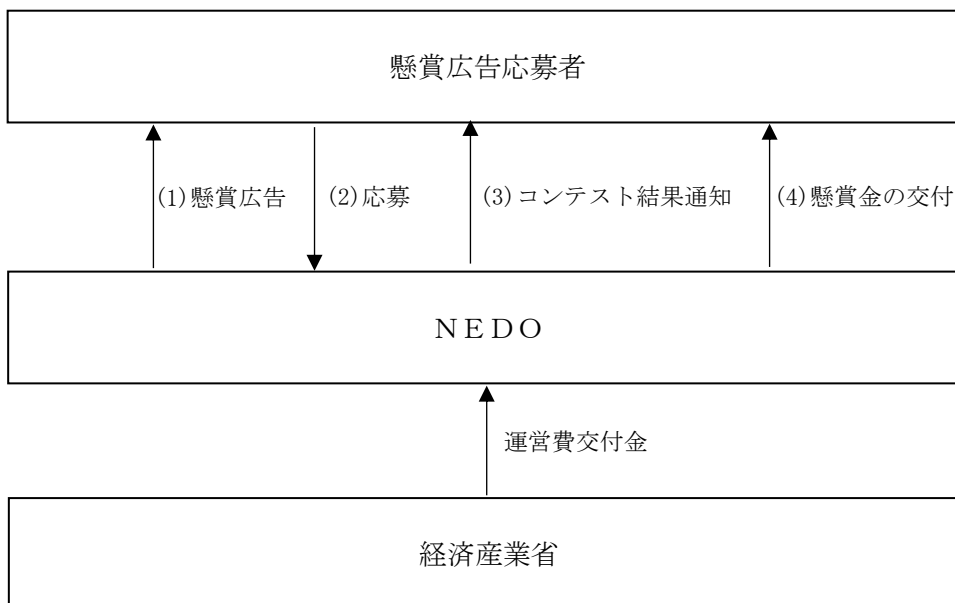 懸賞広告応募者
(1)懸賞広告
(2)応募
(3)コンテスト結果通知
(4)懸賞金の交付
ＮＥＤＯ
運営費交付金
経済産業省